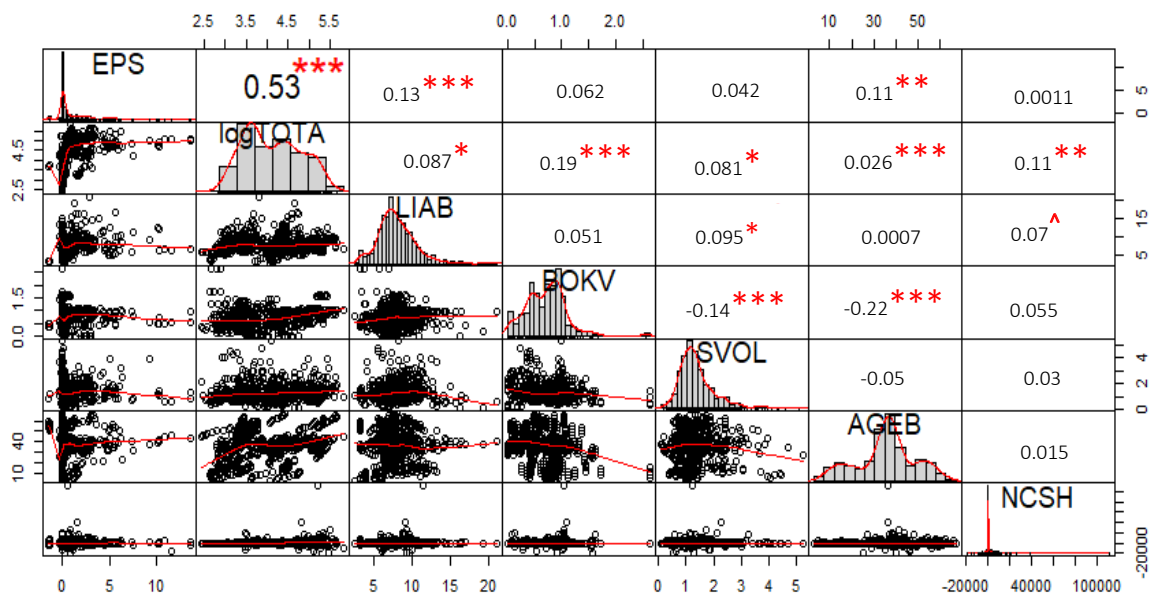 2.5 3.5 4.5 5.5 0.0 1.0 2.0 10 30 50
EPS 0.53*** 0.13*** 0.062 0.042 0.11** 0.0011 0 5
2.5 4.5 logTOTA 0.087* 0.19*** 0.081* 0.026*** 0.11**
LIAB 0.051 0.095* 0.0007 0.07^ 5 15
0.0 1.5 BOKV -0.14*** -0.22*** 0.055
SVOL -0.05 0.03 0 2 4
10 40 AGEB 0.015
NCSH -20000
0 5 10 5 10 15 20 0 1 2 3 4 5 -20000 40000 100000